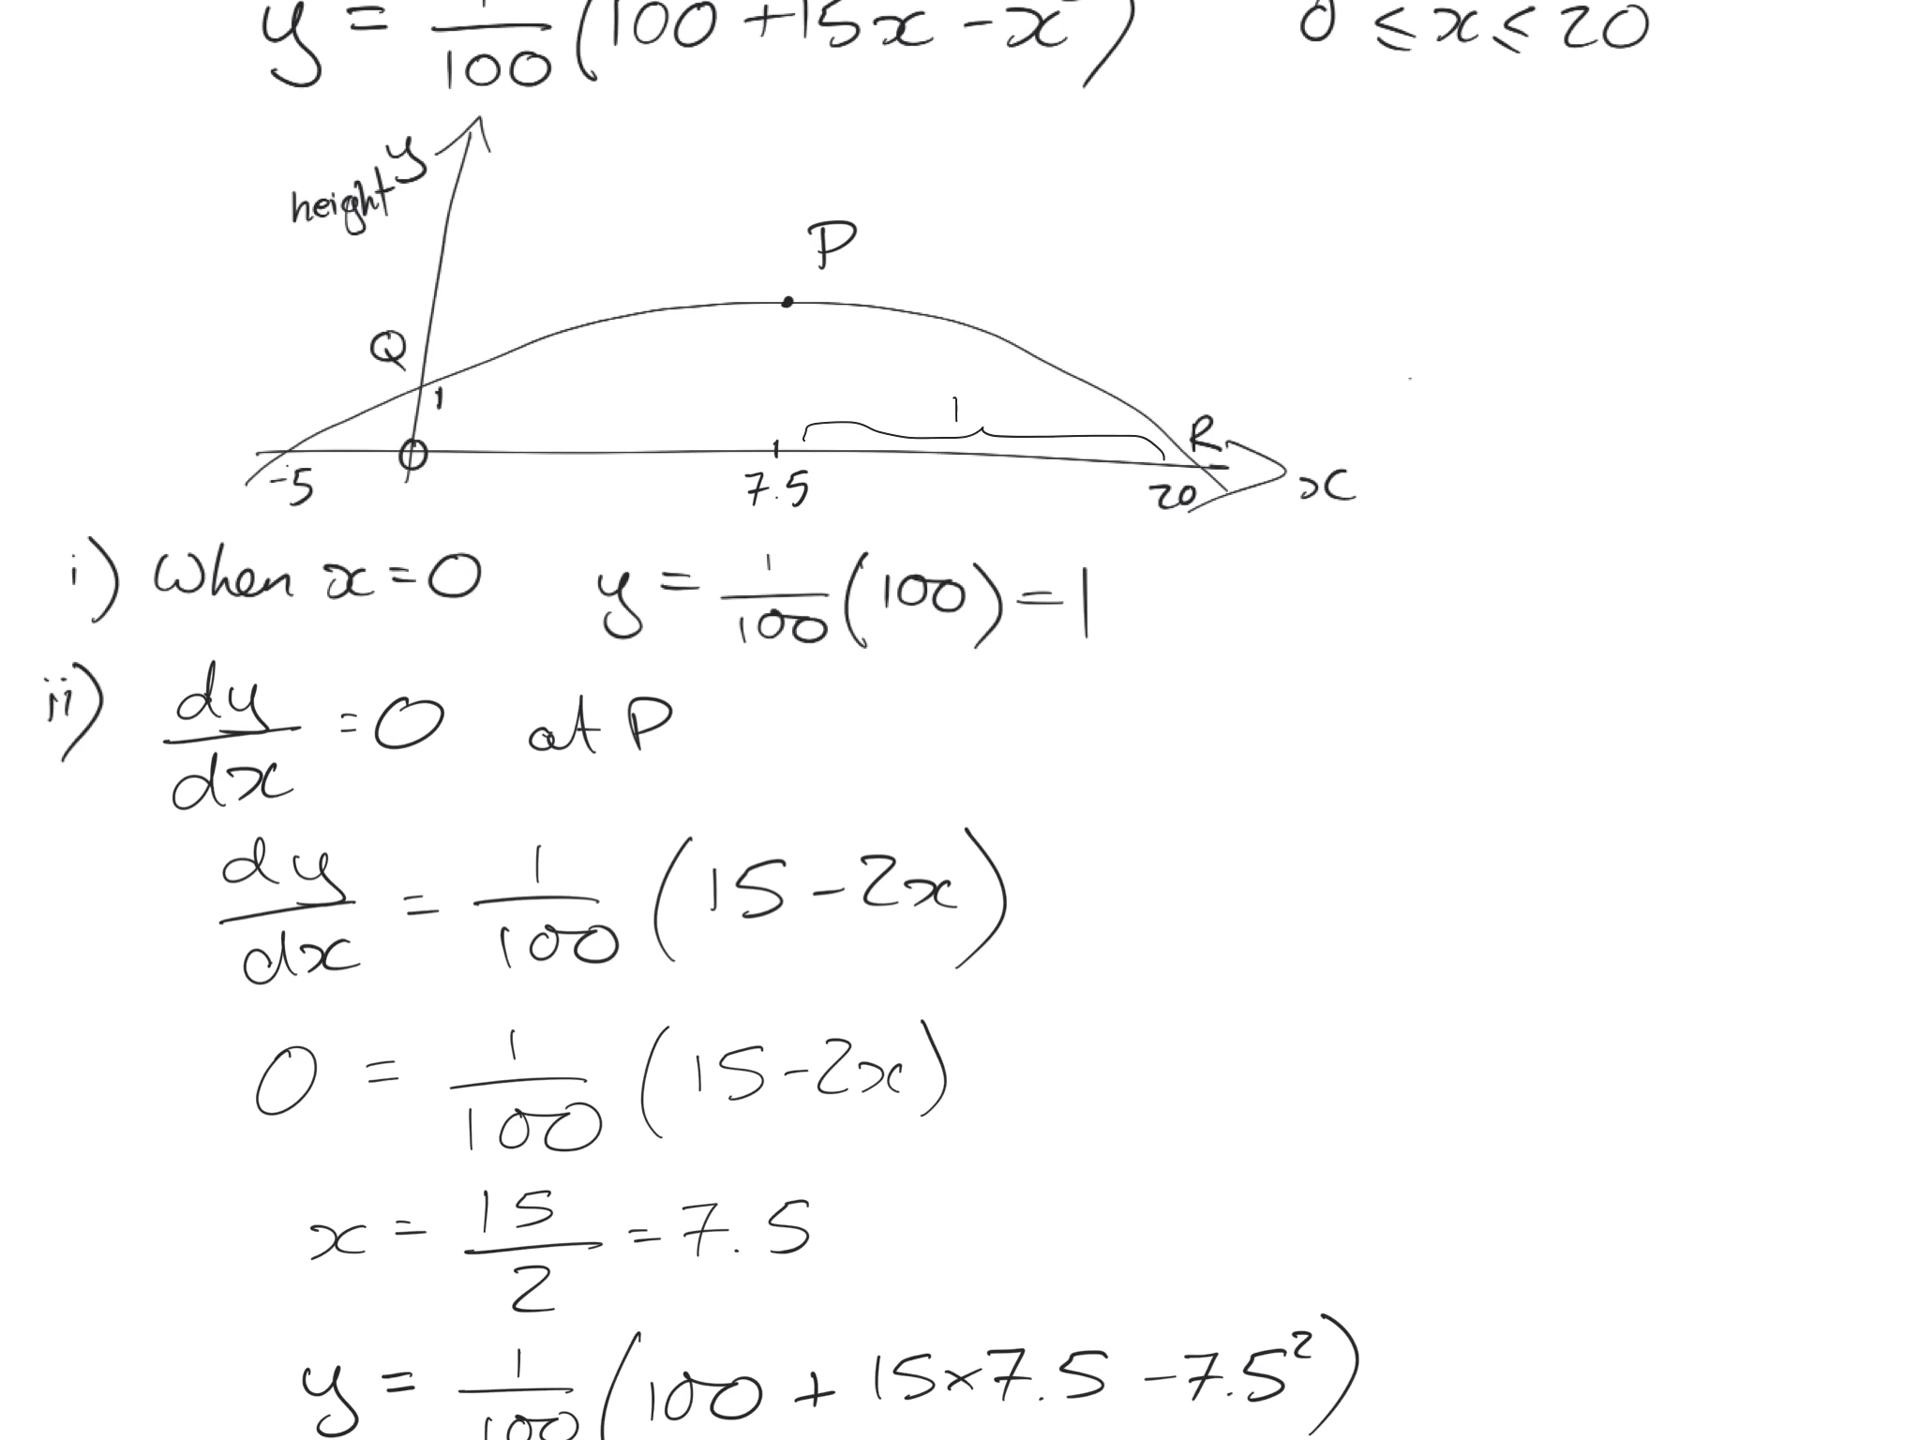 y = 1/100 (100 + 15x - x ) 0 ≤ x ≤ 20
height y
P
Q
1
1
R
O
-5
7.5
20
x
i) When x = 0 y = 1/100 (100) = 1
ii) dy/dx = 0 at P
dy/dx = 1/100 (15 - 2x)
0 = 1/100 (15 - 2x)
x = 15/2 = 7.5
y = 1/100 (100 + 15 × 7.5 - 7.5²)